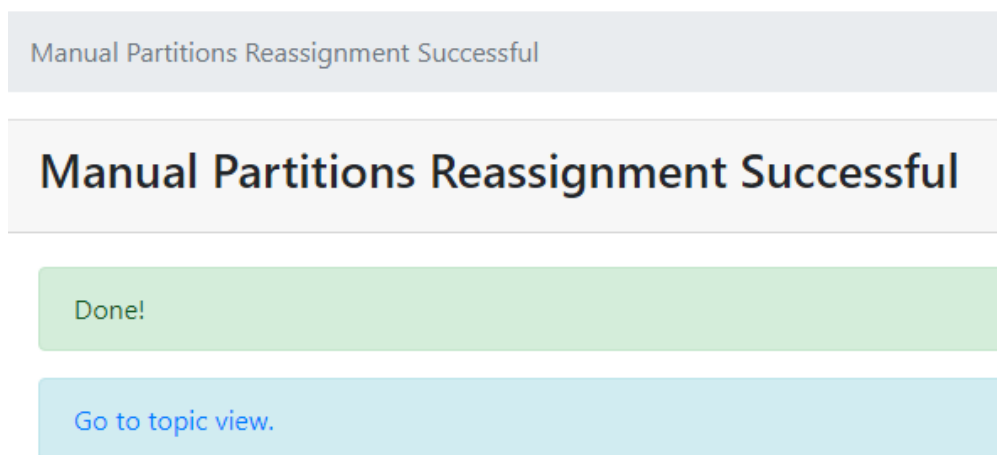 Manual Partitions Reassignment Successful
Manual Partitions Reassignment Successful
Done!
Go to topic view.